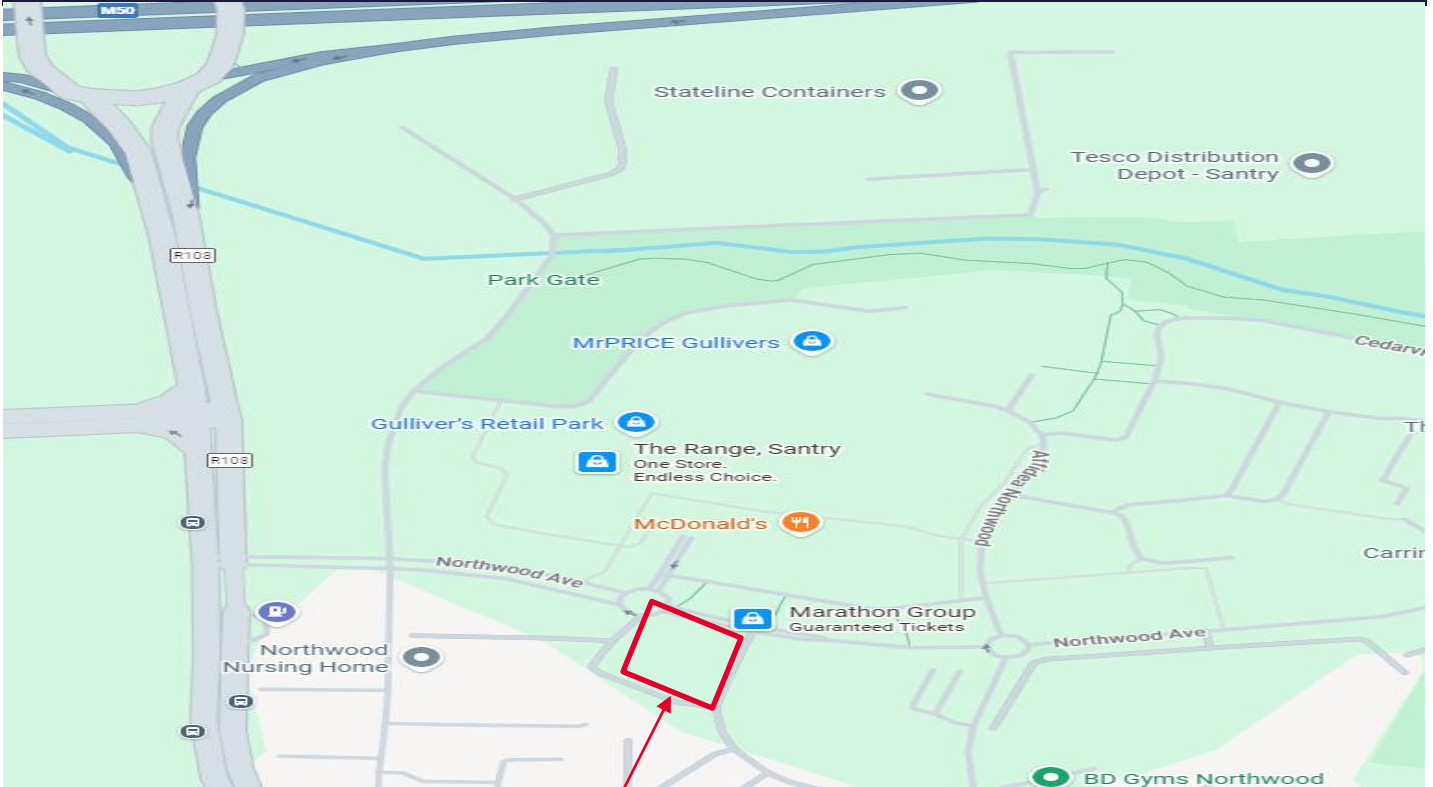 M50
Stateline Containers
Tesco Distribution
Depot - Santry
R108
Park Gate
MrPRICE Gullivers
Cedarvi
Gulliver's Retail Park
The Range, Santry
One Store.
Endless Choice.
R108
Affidea Northwood
McDonald's
Carrin
Northwood Ave
Marathon Group
Guaranteed Tickets
Northwood Ave
Northwood
Nursing Home
BD Gyms Northwood